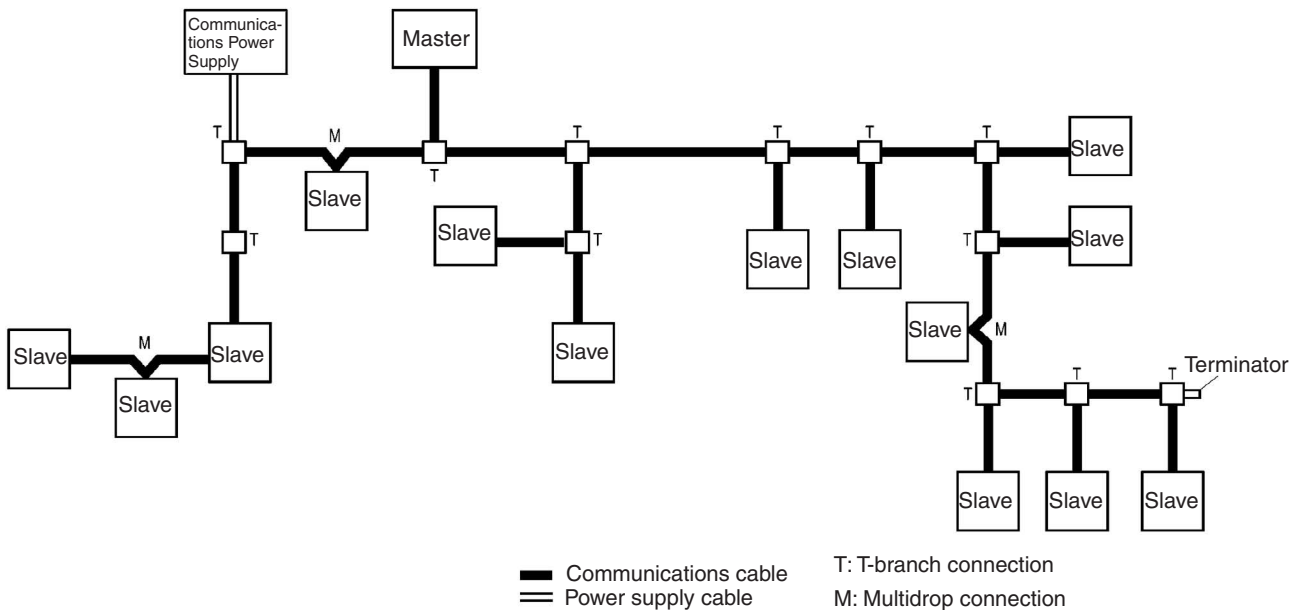 Communica-
tions Power
Supply
Master
T
M
T
T
T
T
T
Slave
Slave
T
Slave
T
Slave
Slave
T
Slave
Slave
Slave
M
Slave
M
Slave
Slave
Slave
T
T
T
Terminator
Slave
Slave
Slave
Communications cable
Power supply cable
T: T-branch connection
M: Multidrop connection